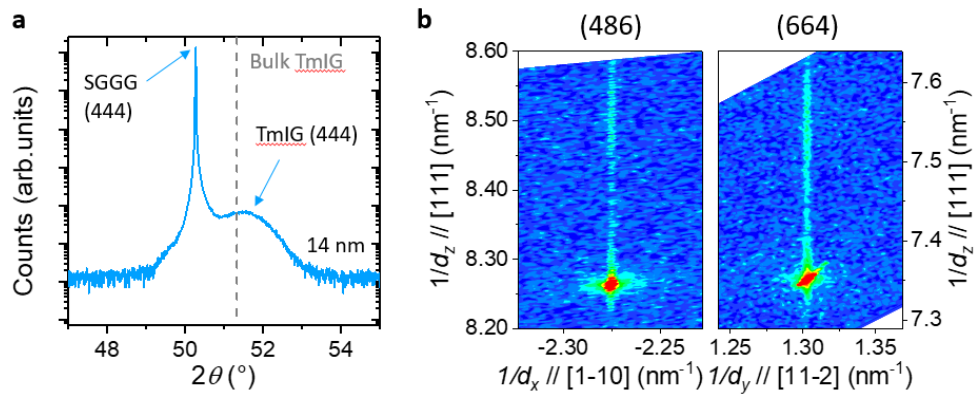 a
SGGG
(444)
Bulk TmIG
TmIG (444)
14 nm
Counts (arb.units)
48 50 52 54
2θ (°)
b
(486)
(664)
8.60
8.50
8.40
8.30
8.20
1/dz // [111] (nm-1)
-2.30 -2.25
1/dx // [1-10] (nm-1)
7.6
7.5
7.4
7.3
1/dz // [111] (nm-1)
1.25 1.30 1.35
1/dy // [11-2] (nm-1)